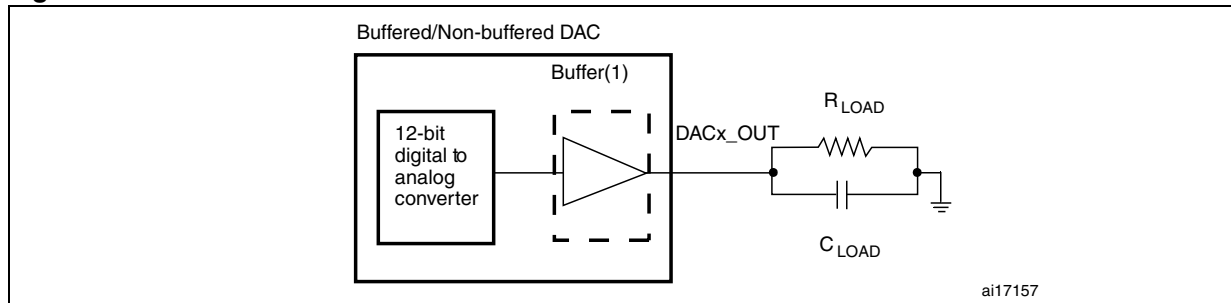 Buffered/Non-buffered DAC
Buffer(1)
12-bit
digital to
analog
converter
DACx_OUT
R LOAD
C LOAD
ai17157